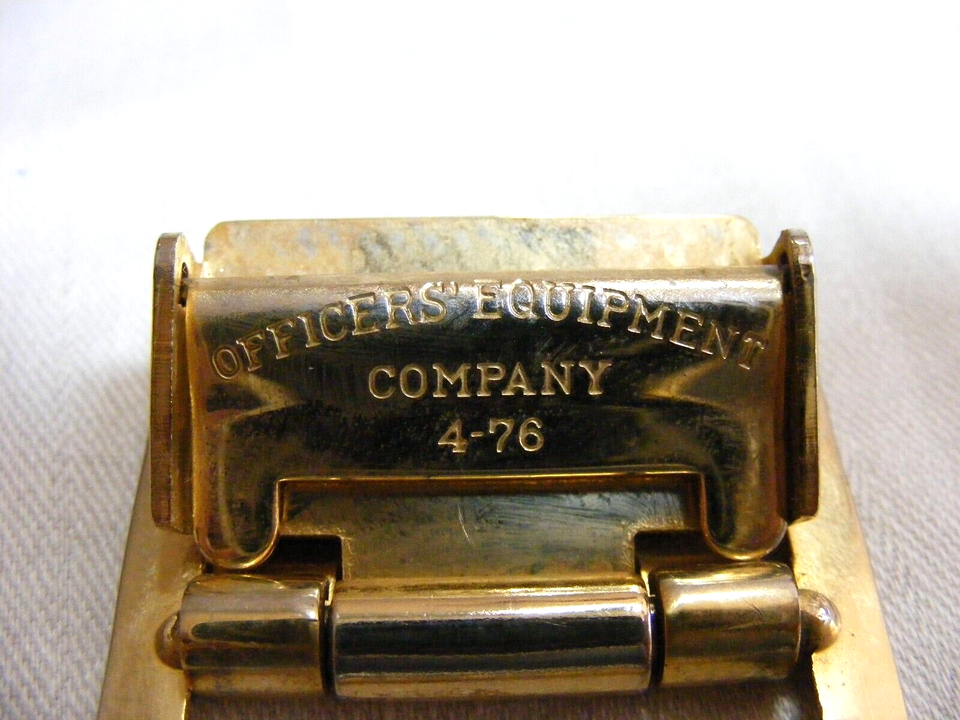 OFFICERS' EQUIPMENT
COMPANY
4-76